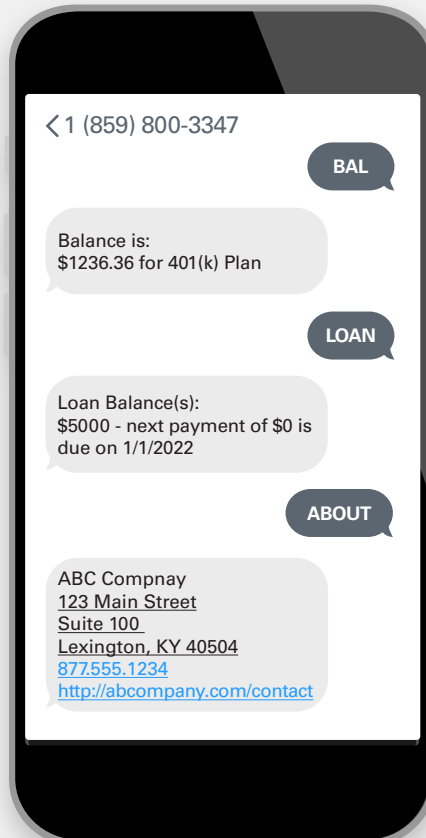 1 (859) 800-3347
BAL
Balance is:
$1236.36 for 401(k) Plan
LOAN
Loan Balance(s):
$5000 - next payment of $0 is
due on 1/1/2022
ABOUT
ABC Compnay
123 Main Street
Suite 100
Lexington, KY 40504
877.555.1234
http://abcompany.com/contact